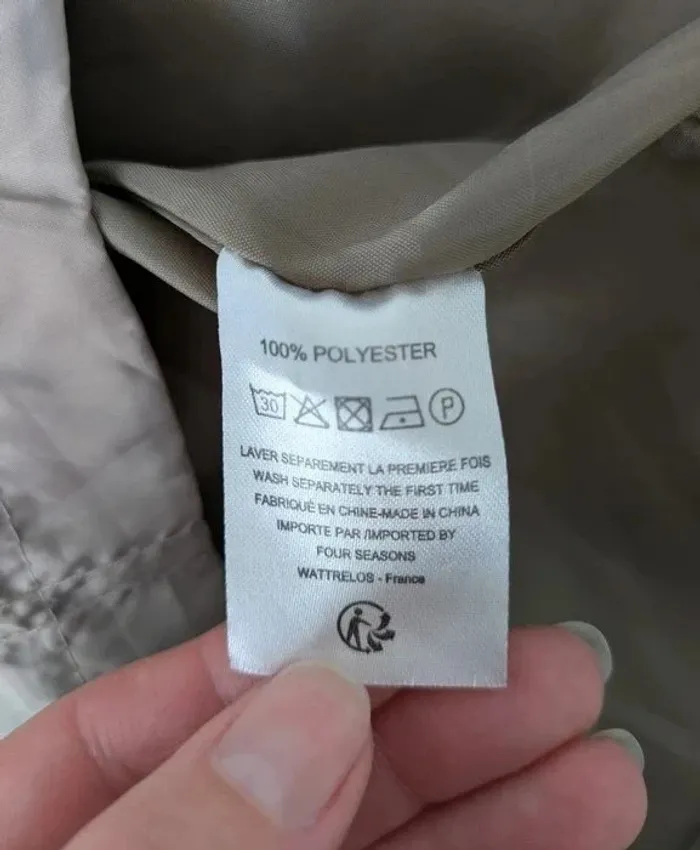 100% POLYESTER
30 P
LAVER SEPAREMENT LA PREMIERE FOIS
WASH SEPARATELY THE FIRST TIME
FABRIQUÉ EN CHINE-MADE IN CHINA
IMPORTE PAR /IMPORTED BY
FOUR SEASONS
WATTRELOS - France